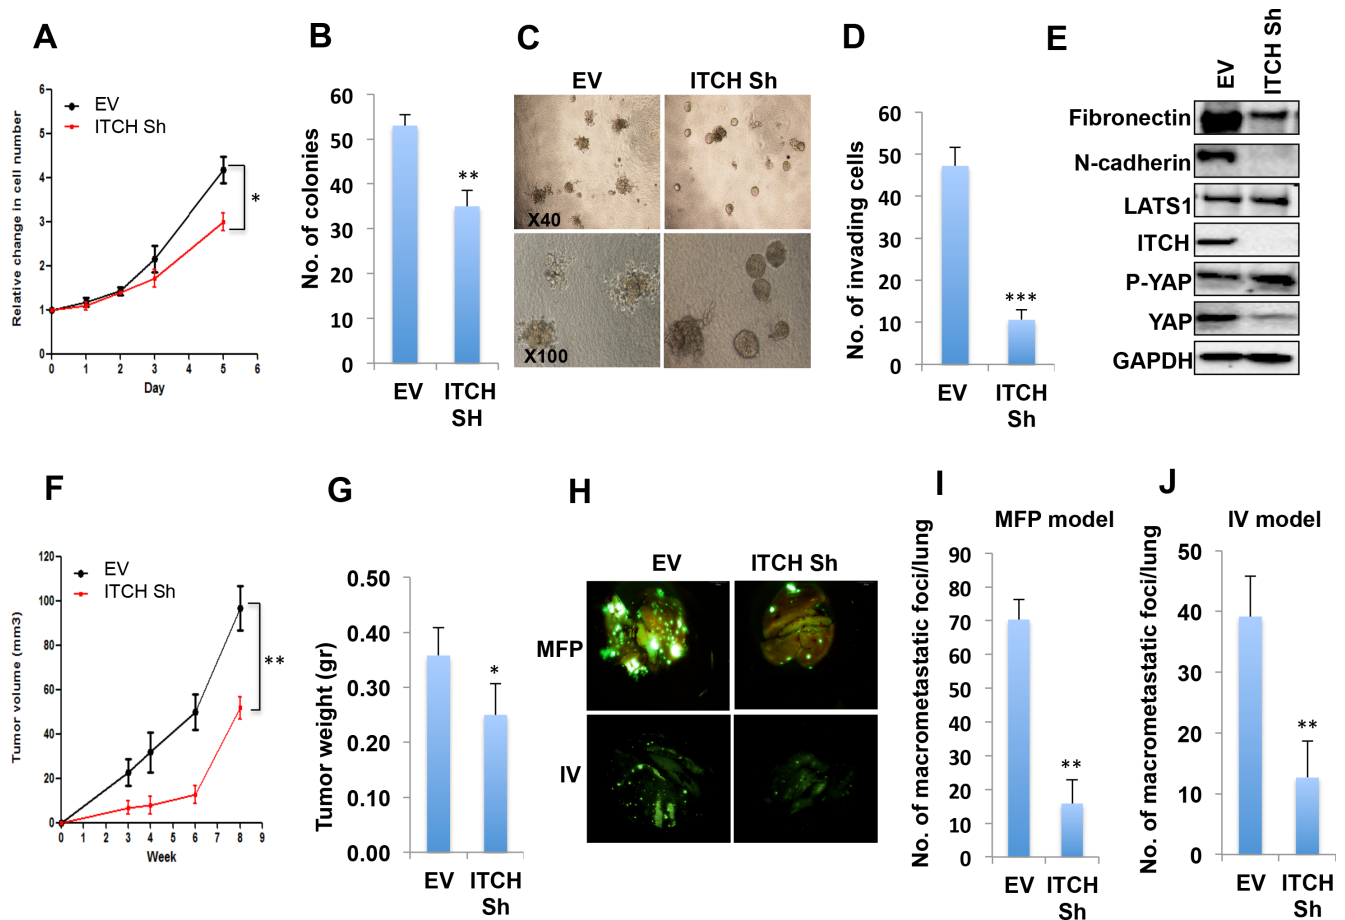 A
EV
ITCH Sh
Relative change in cell number
6
5
4
3
2
1
0
*
0 1 2 3 4 5 6
Day
B
No. of colonies
60
50
40
30
20
10
0
**
EV ITCH
SH
C
EV ITCH Sh
X40
X100
D
No. of invading cells
60
50
40
30
20
10
0
***
EV ITCH
Sh
E
EV ITCH Sh
Fibronectin
N-cadherin
LATS1
ITCH
P-YAP
YAP
GAPDH
F
EV
ITCH Sh
Tumor volume (mm3)
120
100
80
60
40
20
0
**
0 1 2 3 4 5 6 7 8 9
Week
G
Tumor weight (gr)
0.50
0.40
0.30
0.20
0.10
0.00
*
EV ITCH
Sh
H
EV ITCH Sh
MFP
IV
I
MFP model
No. of macrometastatic foci/lung
90
80
70
60
50
40
30
20
10
0
**
EV ITCH
Sh
J
IV model
No. of macrometastatic foci/lung
50
40
30
20
10
0
**
EV ITCH
Sh